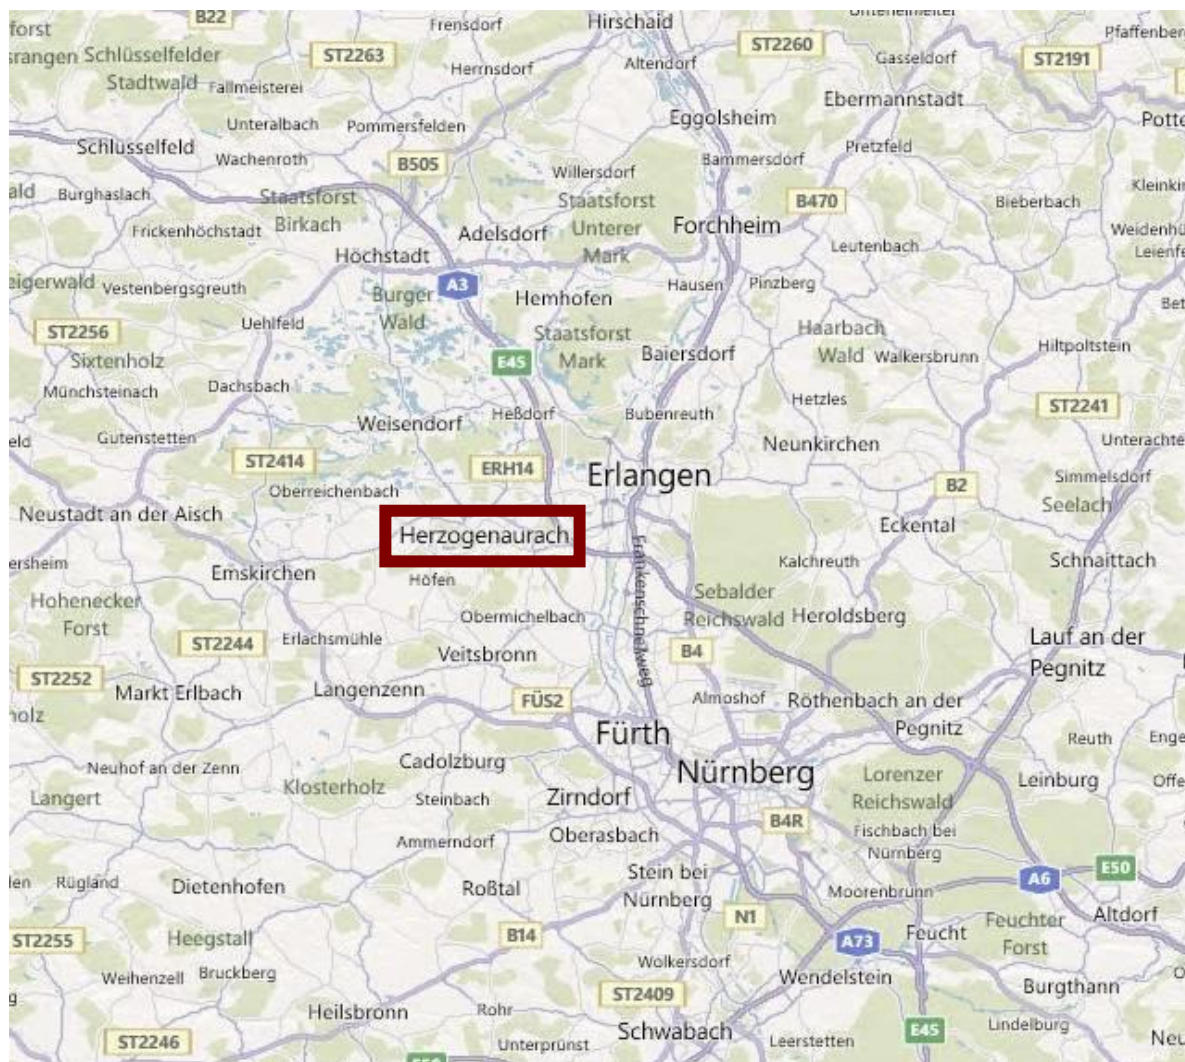 B22
Frensdorf
Hirschaid
forst
ST2263
ST2260
Gasseldorf
ST2191
Pfaffenber
srangen Schlüsselfelder
Stadtwald
Herrnsdorf
Altendorf
Fallmeisterei
Ebermannstadt
Unteralbach
Pommersfelden
Eggolsheim
Potte
Schlüsselfeld
Wachenroth
B505
Willersdorf
Bammersdorf
Pretzfeld
ald
Burghaslach
Staatsforst
Birkach
Staatsforst
Unterer
Mark
B470
Bieberbach
Kleinkir
Frickenhöchstadt
Adelsdorf
Forchheim
Leutenbach
Weidenhü
Leienfe
Höchstadt
eigerwald
Vestenbergsgreuth
A3
Burger
Wald
Hemhofen
Hausen
Pinzberg
Bet
ST2256
Uehlfeld
Staatsforst
Mark
Haarbach
Wald
Walkersbrunn
Hiltpoltstein
Sixtenholz
E45
Baiersdorf
Münchsteinach
Dachsbach
Weisendorf
Heßdorf
Bubenreuth
Hetzles
ST2241
eld
Gutenstetten
Neunkirchen
Unterachte
ST2414
ERH14
Erlangen
B2
Simmelsdorf
Oberreichenbach
Seelach
Neustadt an der Aisch
Herzogenaurach
Eckental
ersheim
Emskirchen
Höfen
Frankenschnellweg
Kalchreuth
Schnaittach
Hohenecker
Forst
Obermichelbach
Sebalder
Reichswald
Heroldsberg
ST2244
Erlachsmühle
Veitsbronn
B4
Lauf an der
Pegnitz
ST2252
Markt Erlbach
Langenzenn
FÜS2
Almoshof
Röthenbach an der
Pegnitz
holz
Fürth
Reuth
Enge
Neuhof an der Zenn
Cadolzburg
Nürnberg
Lorenzer
Reichswald
Leinburg
Offe
Langert
Klosterholz
Steinbach
Zirndorf
B4R
Ammerndorf
Oberasbach
Fischbach bei
Nürnberg
len
Rügland
Dietenhofen
Roßtal
Stein bei
Nürnberg
Moorenbrunn
A6
E50
N1
Altdorf
ST2255
Heegstall
B14
A73
Feucht
Feuchter
Forst
Weihenzell
Bruckberg
Wolkersdorf
Wendelstein
Burgthann
g
Heilsbronn
Rohr
ST2409
ST2246
Unterprünst
Schwabach
Leerstetten
E45
Lindelburg
Neu